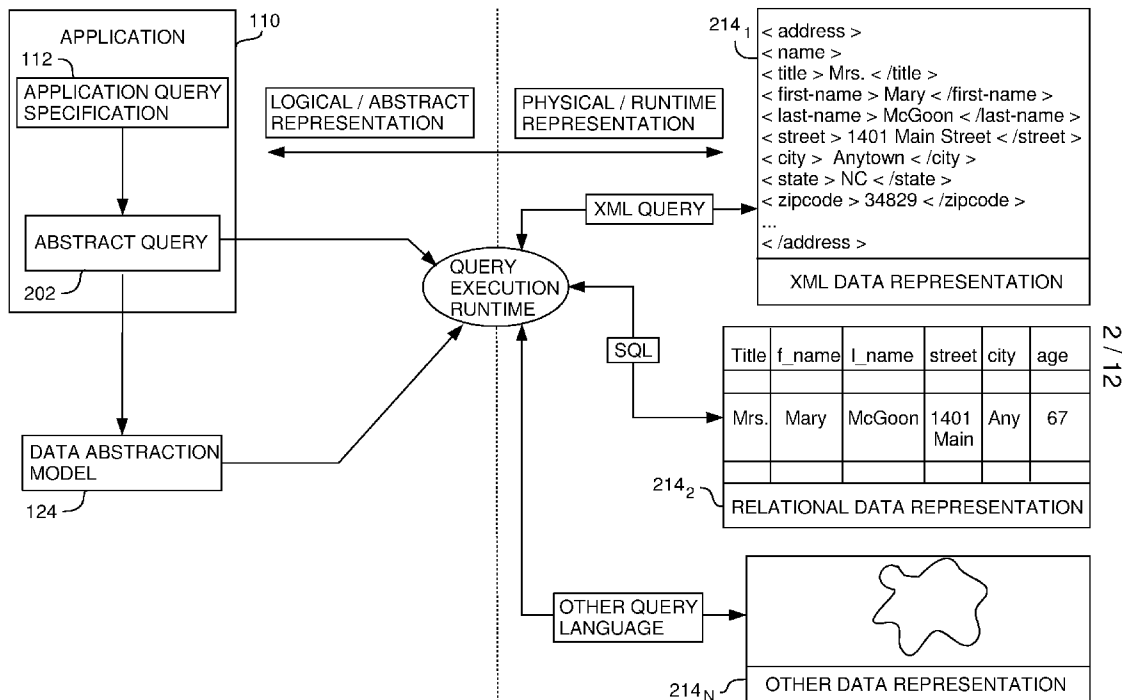 110
APPLICATION
112
APPLICATION QUERY
SPECIFICATION
ABSTRACT QUERY
202
DATA ABSTRACTION
MODEL
124
LOGICAL / ABSTRACT
REPRESENTATION
PHYSICAL / RUNTIME
REPRESENTATION
QUERY
EXECUTION
RUNTIME
XML QUERY
SQL
OTHER QUERY
LANGUAGE
214₁
< address >
< name >
< title > Mrs. < /title >
< first-name > Mary < /first-name >
< last-name > McGoon < /last-name >
< street > 1401 Main Street < /street >
< city > Anytown < /city >
< state > NC < /state >
< zipcode > 34829 < /zipcode >
...
< /address >
XML DATA REPRESENTATION
2 / 12
Title f_name l_name street city age
Mrs. Mary McGoon 1401 Any 67
Main
214₂
RELATIONAL DATA REPRESENTATION
214N
OTHER DATA REPRESENTATION